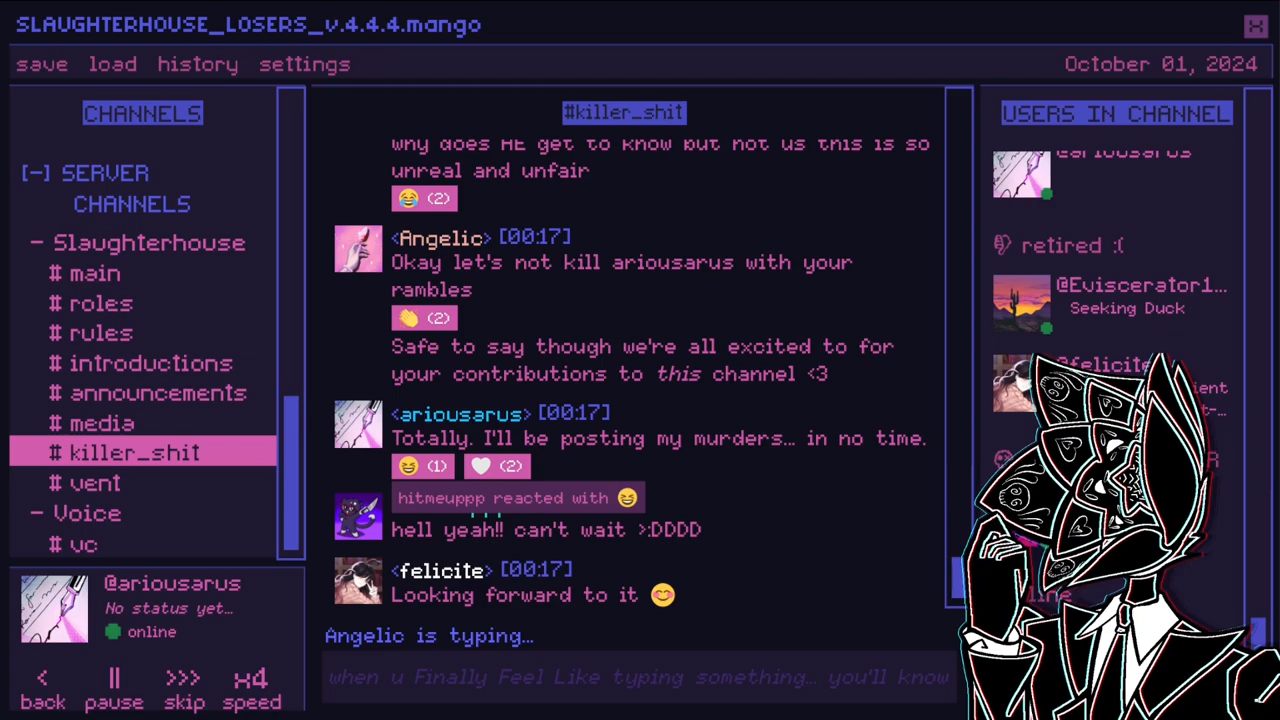 SLAUGHTERHOUSE_LOSERS_v.4.4.4.mango
x
save load history settings
October 01, 2024
CHANNELS
[–] SERVER
CHANNELS
– Slaughterhouse
# main
# roles
# rules
# introductions
# announcements
# media
# killer_shit
# vent
– Voice
# vc
@ariousarus
No status yet...
online
< || >>> x4
back pause skip speed
#killer_shit
why does HE get to know but not us this is so
unreal and unfair
😂 (2)
<Angelic> [00:17]
Okay let's not kill ariousarus with your
rambles
👏 (2)
Safe to say though we're all excited to for
your contributions to this channel <3
<ariousarus> [00:17]
Totally. I'll be posting my murders... in no time.
😆 (1) 🤍 (2)
hitmeuppp reacted with 😆
hell yeah!! can't wait >:DDDD
<felicite> [00:17]
Looking forward to it 😊
Angelic is typing...
when u Finally Feel Like typing something... you'll know
USERS IN CHANNEL
@ariousarus
retired :(
@Eviscerator1...
Seeking Duck
@felicite